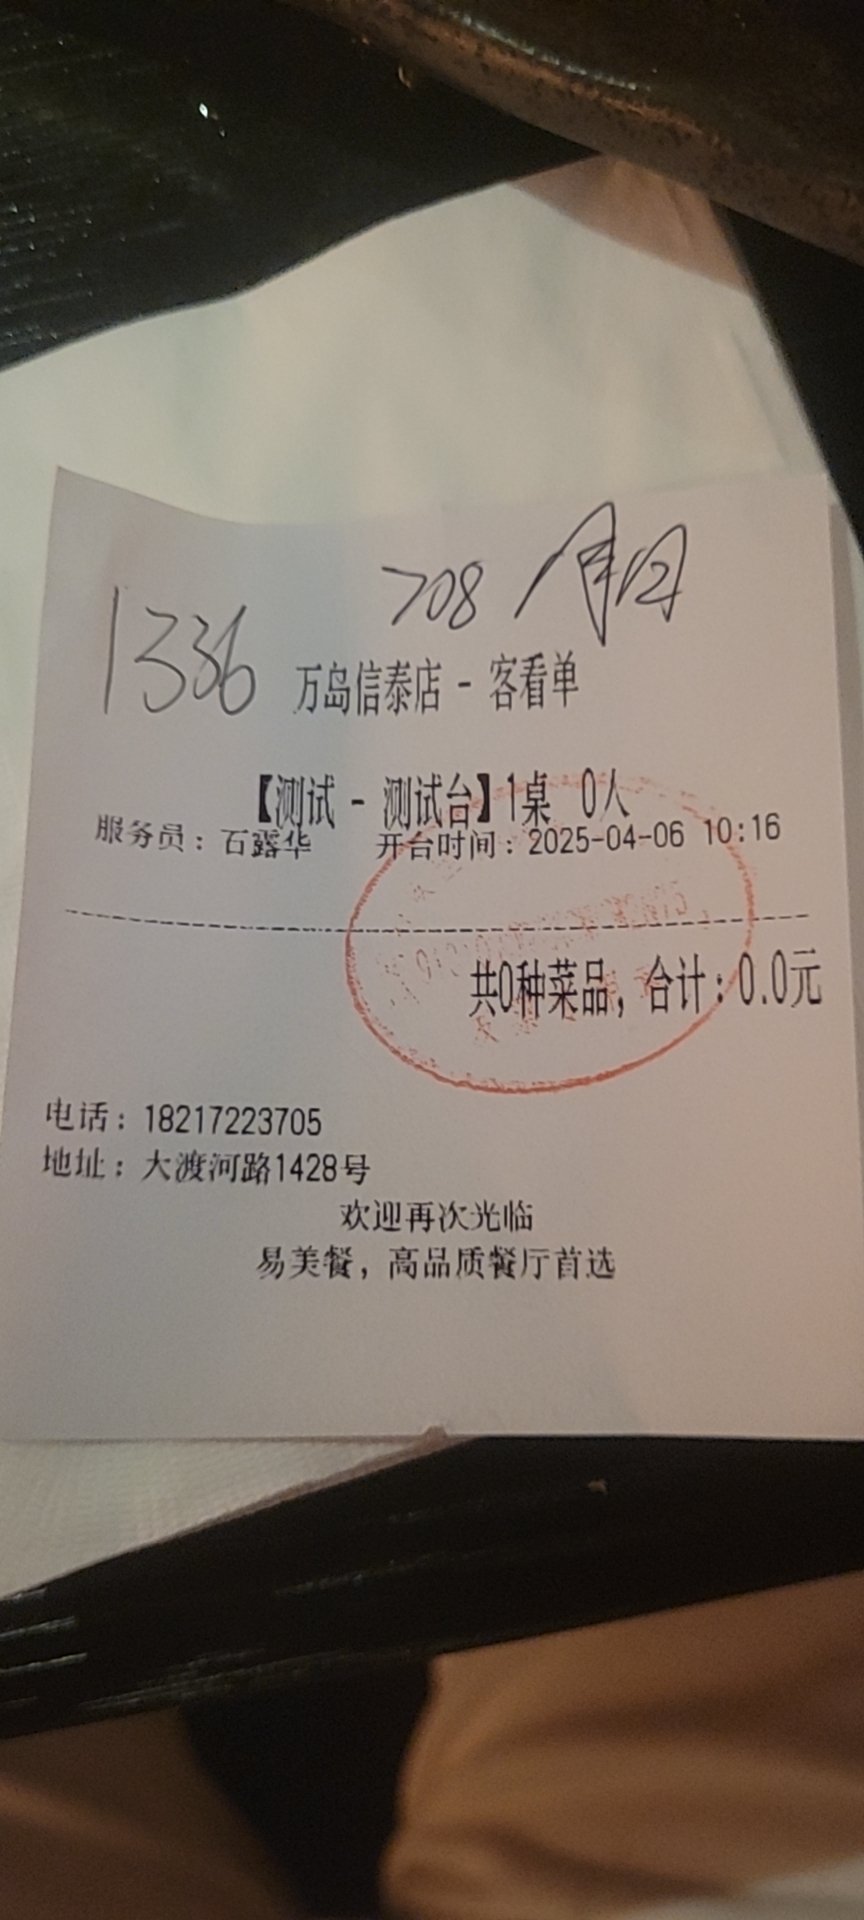 708
1336
万岛信泰店 - 客看单
【测试 - 测试台】1桌 0人
服务员：石露华 开台时间：2025-04-06 10:16
共0种菜品，合计：0.0元
电话：18217223705
地址：大渡河路1428号
欢迎再次光临
易美餐，高品质餐厅首选